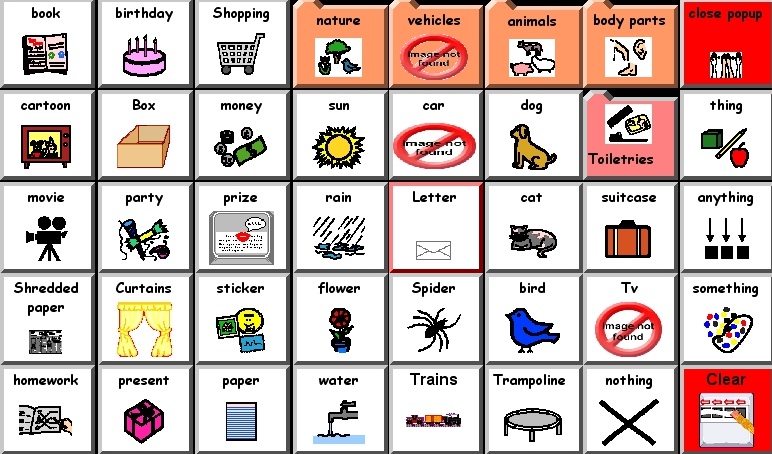 book birthday Shopping nature vehicles animals body parts close popup
Image not
found
cartoon Box money sun car dog Toiletries thing
Image not
found
movie party prize rain Letter cat suitcase anything
Shredded
paper
Curtains sticker flower Spider bird Tv something
Image not
found
homework present paper water Trains Trampoline nothing Clear